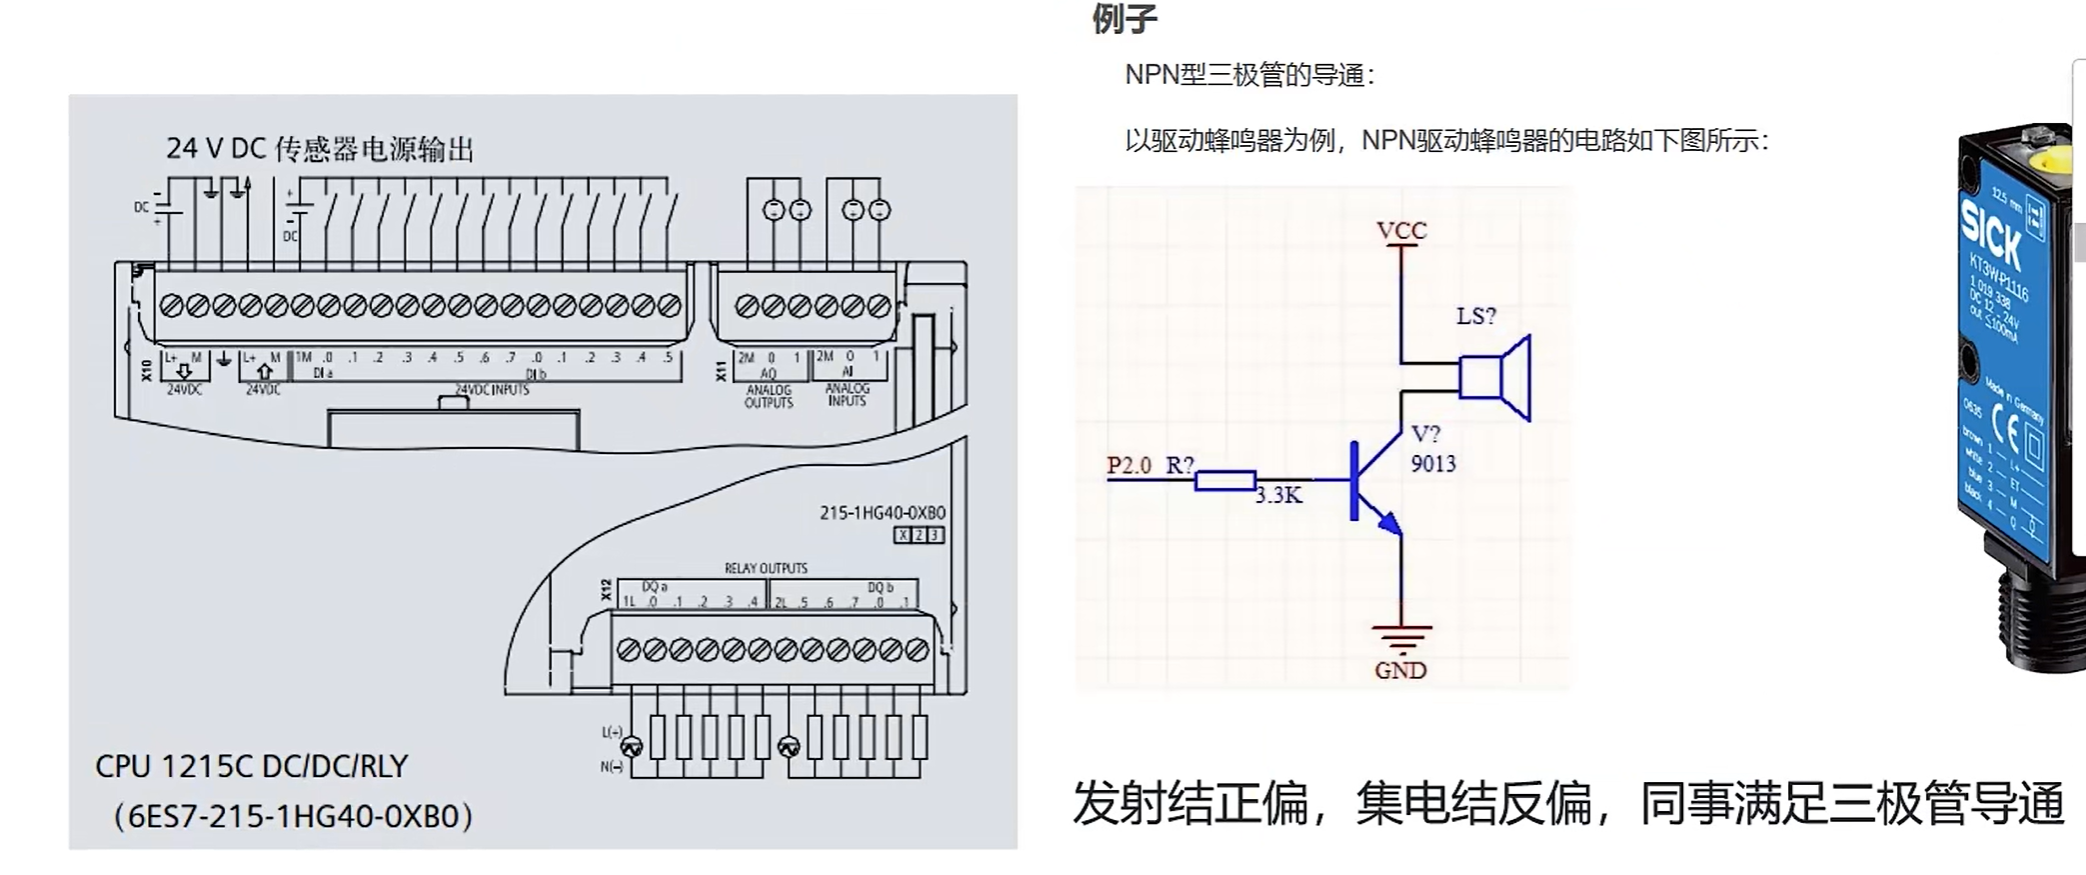 24 V DC 传感器电源输出
DC
DC
X10
L+ M
L+ M
1M .0 .1 .2 .3 .4 .5 .6 .7 .0 .1 .2 .3 .4 .5
DI a
DI b
24VDC
24VDC
24VDC INPUTS
X11
2M 0 1
2M 0 1
AQ
AI
ANALOG
OUTPUTS
ANALOG
INPUTS
215-1HG40-0XB0
X 2 3
RELAY OUTPUTS
X12
DQ a
DQ b
1L .0 .1 .2 .3 .4 2L .5 .6 .7 .0 .1
L(+)
N(-)
CPU 1215C DC/DC/RLY
（6ES7-215-1HG40-0XB0）
例子
NPN型三极管的导通：
以驱动蜂鸣器为例，NPN驱动蜂鸣器的电路如下图所示：
VCC
LS?
V?
9013
P2.0 R?
3.3K
GND
发射结正偏，集电结反偏，同事满足三极管导通
12.5 mm
SICK
KT3W-P1116
1 019 338
DC 12 - 24V
out ≤100mA
Made in Germany
0635
CE
brown 1 L+
white 2 ET
blue 3 M
black 4 Q